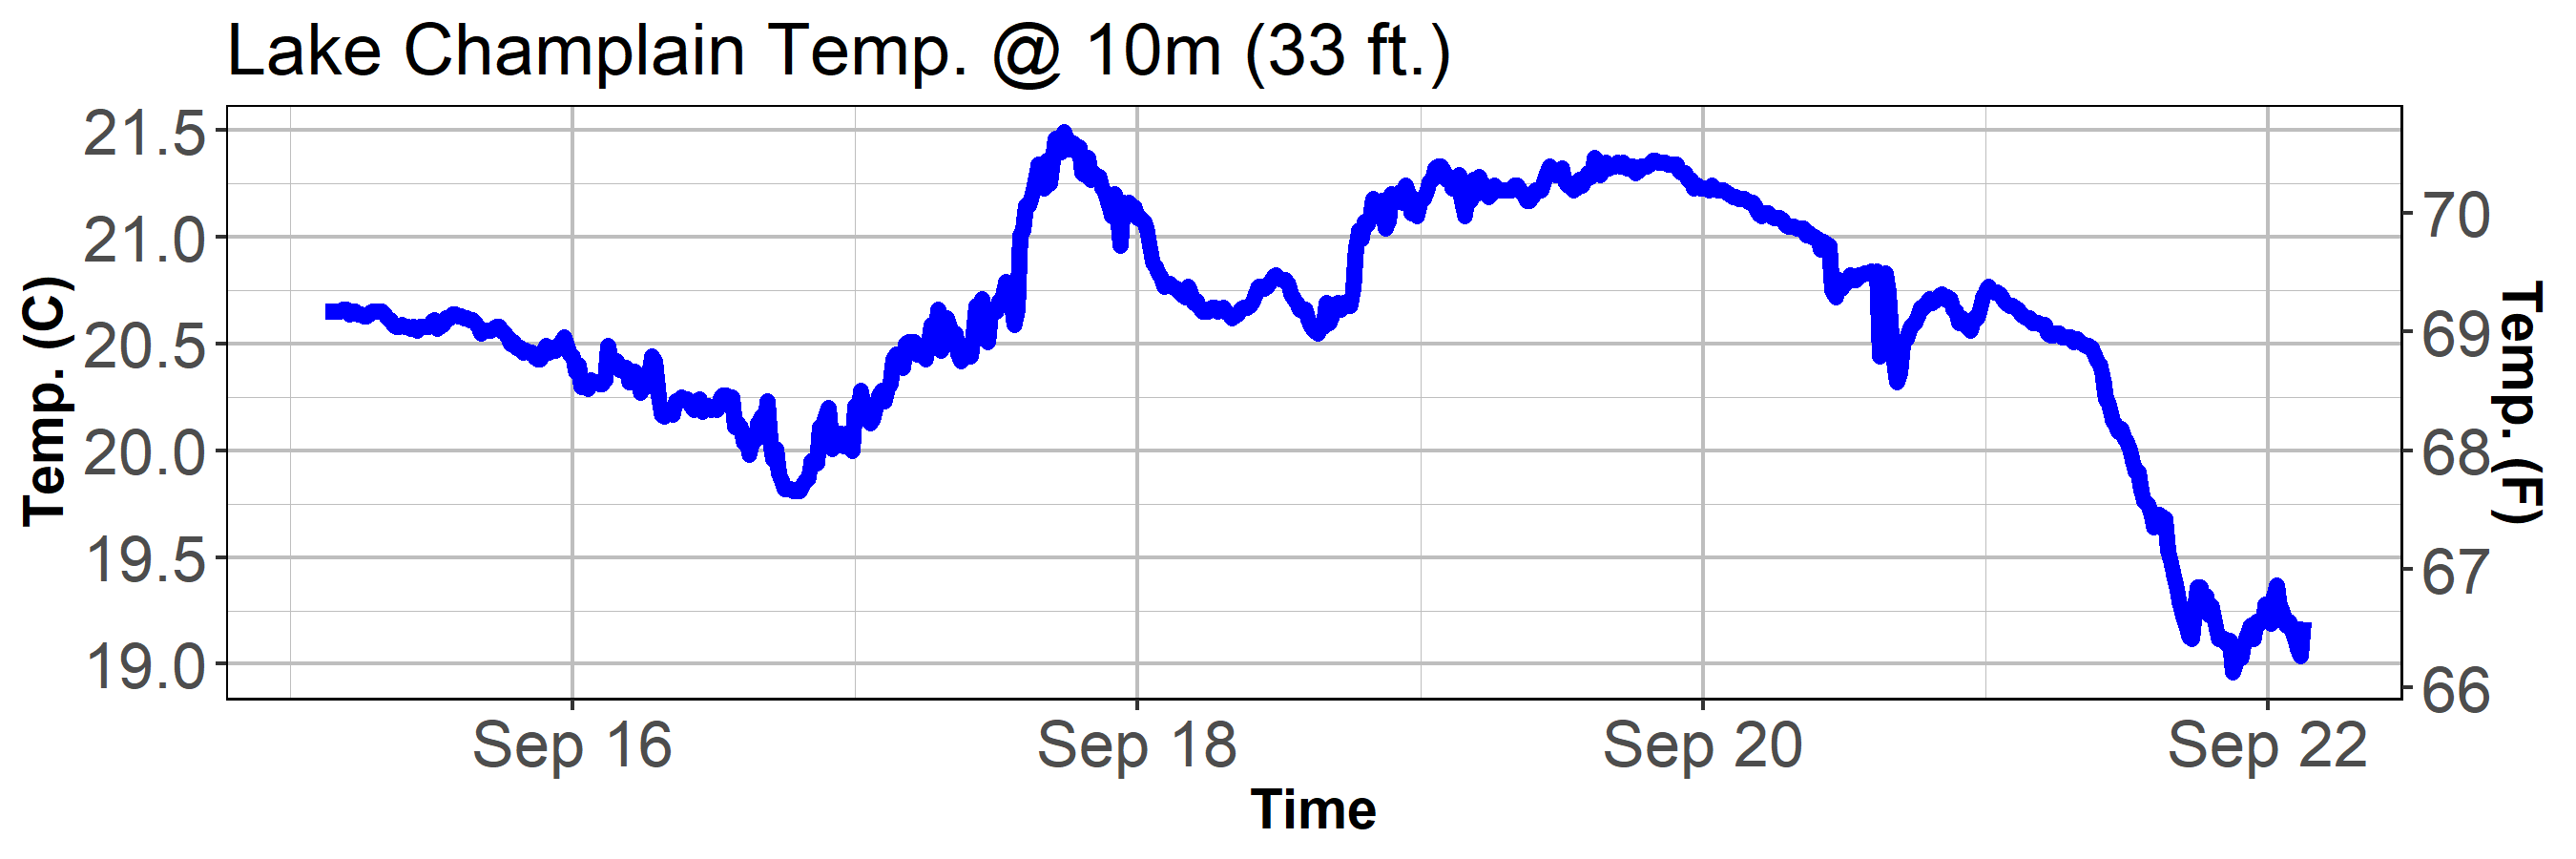 Lake Champlain Temp. @ 10m (33 ft.)
Temp. (C)
21.5
21.0
20.5
20.0
19.5
19.0
70
69
68
67
66
Temp. (F)
Sep 16 Sep 18 Sep 20 Sep 22
Time